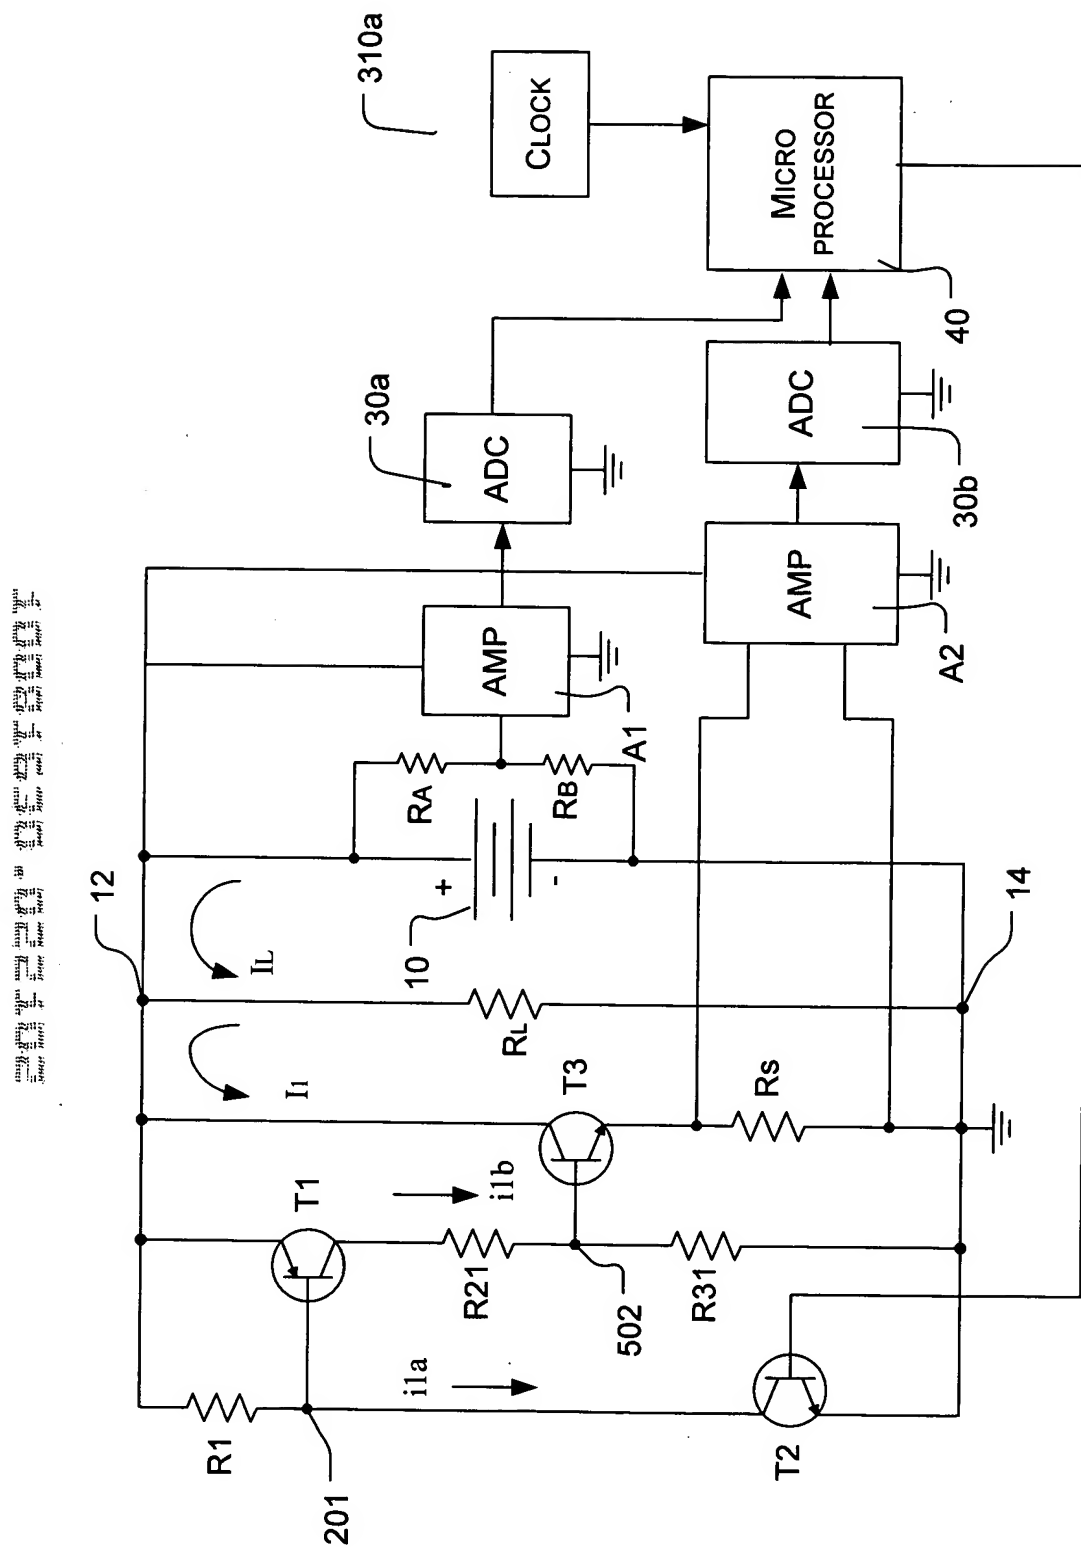 310a
CLOCK
MICRO
PROCESSOR
40
30a
ADC
ADC
30b
AMP
A1
AMP
A2
RA
RB
12
10
+
-
IL
14
RL
I1
T3
Rs
T1
i1b
R21
R31
502
i1a
R1
201
T2